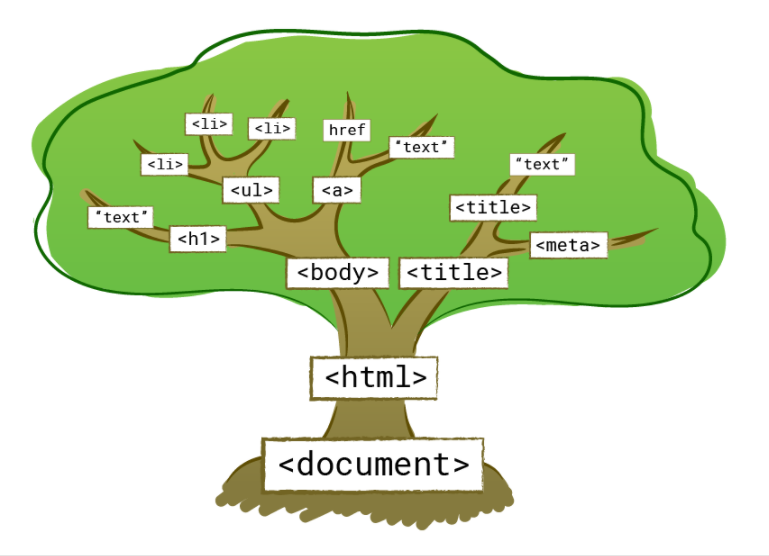 <li>
<li>
href
“text”
<li>
“text”
<ul>
<a>
<title>
“text”
<h1>
<meta>
<body>
<title>
<html>
<document>